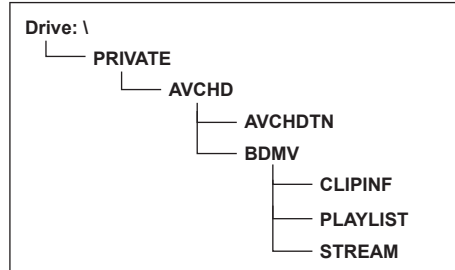 Drive: \
PRIVATE
AVCHD
AVCHDTN
BDMV
CLIPINF
PLAYLIST
STREAM